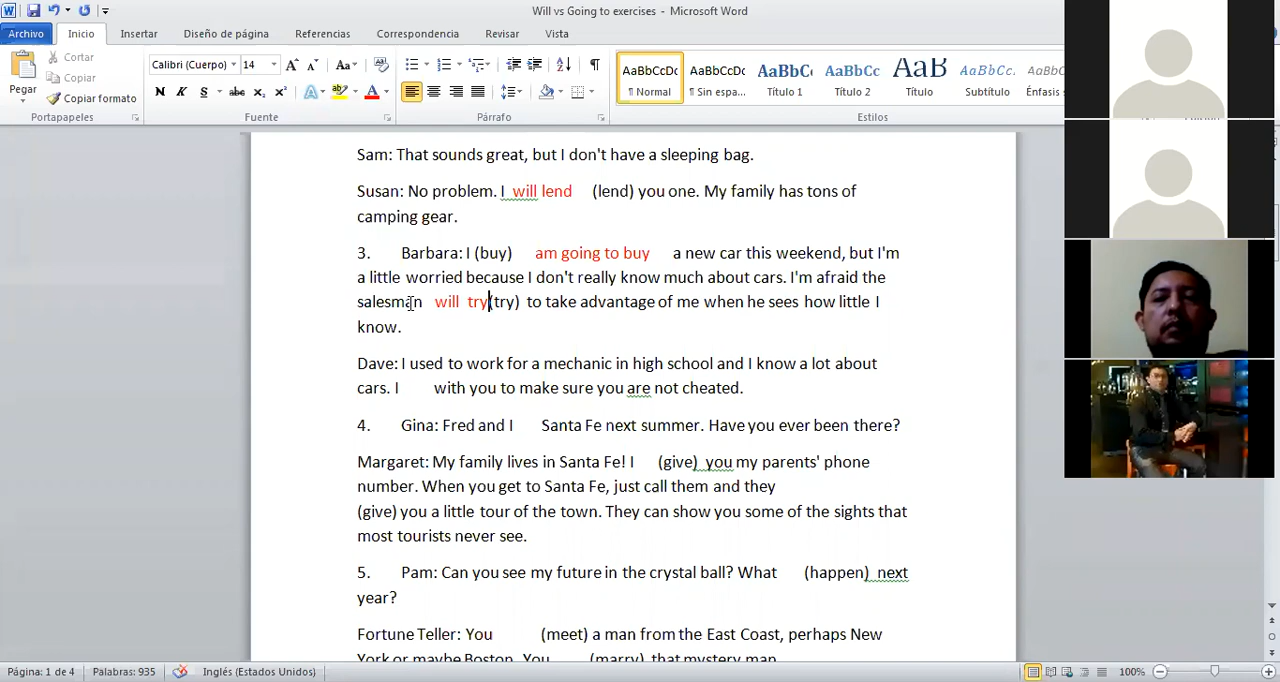 Will vs Going to exercises - Microsoft Word
Archivo Inicio Insertar Diseño de página Referencias Correspondencia Revisar Vista
Pegar
Cortar
Copiar
Copiar formato
Portapapeles
Calibri (Cuerpo) 14
Fuente
Párrafo
AaBbCcDc AaBbCcDc AaBbC AaBbCc AaB AaBbCc
¶ Normal ¶ Sin espa... Título 1 Título 2 Título Subtítulo Énfasis
Estilos
Sam: That sounds great, but I don't have a sleeping bag.
Susan: No problem. I will lend (lend) you one. My family has tons of
camping gear.
3. Barbara: I (buy) am going to buy a new car this weekend, but I'm
a little worried because I don't really know much about cars. I'm afraid the
salesman will try(try) to take advantage of me when he sees how little I
know.
Dave: I used to work for a mechanic in high school and I know a lot about
cars. I with you to make sure you are not cheated.
4. Gina: Fred and I Santa Fe next summer. Have you ever been there?
Margaret: My family lives in Santa Fe! I (give) you my parents' phone
number. When you get to Santa Fe, just call them and they
(give) you a little tour of the town. They can show you some of the sights that
most tourists never see.
5. Pam: Can you see my future in the crystal ball? What (happen) next
year?
Fortune Teller: You (meet) a man from the East Coast, perhaps New
York or maybe Boston. You (marry) that mystery man
Página: 1 de 4 Palabras: 935 Inglés (Estados Unidos) 100%